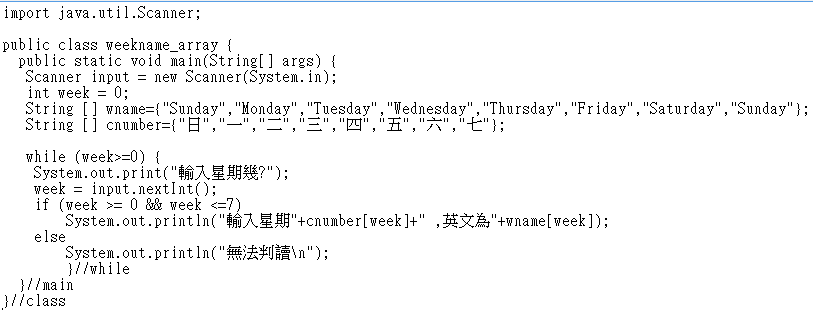 import java.util.Scanner;
public class weekname_array {
public static void main(String[] args) {
Scanner input = new Scanner(System.in);
int week = 0;
String [] wname={"Sunday","Monday","Tuesday","Wednesday","Thursday","Friday","Saturday","Sunday"};
String [] cnumber={"日","一","二","三","四","五","六","七"};
while (week>=0) {
System.out.print("輸入星期幾?");
week = input.nextInt();
if (week >= 0 && week <=7)
System.out.println("輸入星期"+cnumber[week]+" ,英文為"+wname[week]);
else
System.out.println("無法判讀\n");
}//while
}//main
}//class